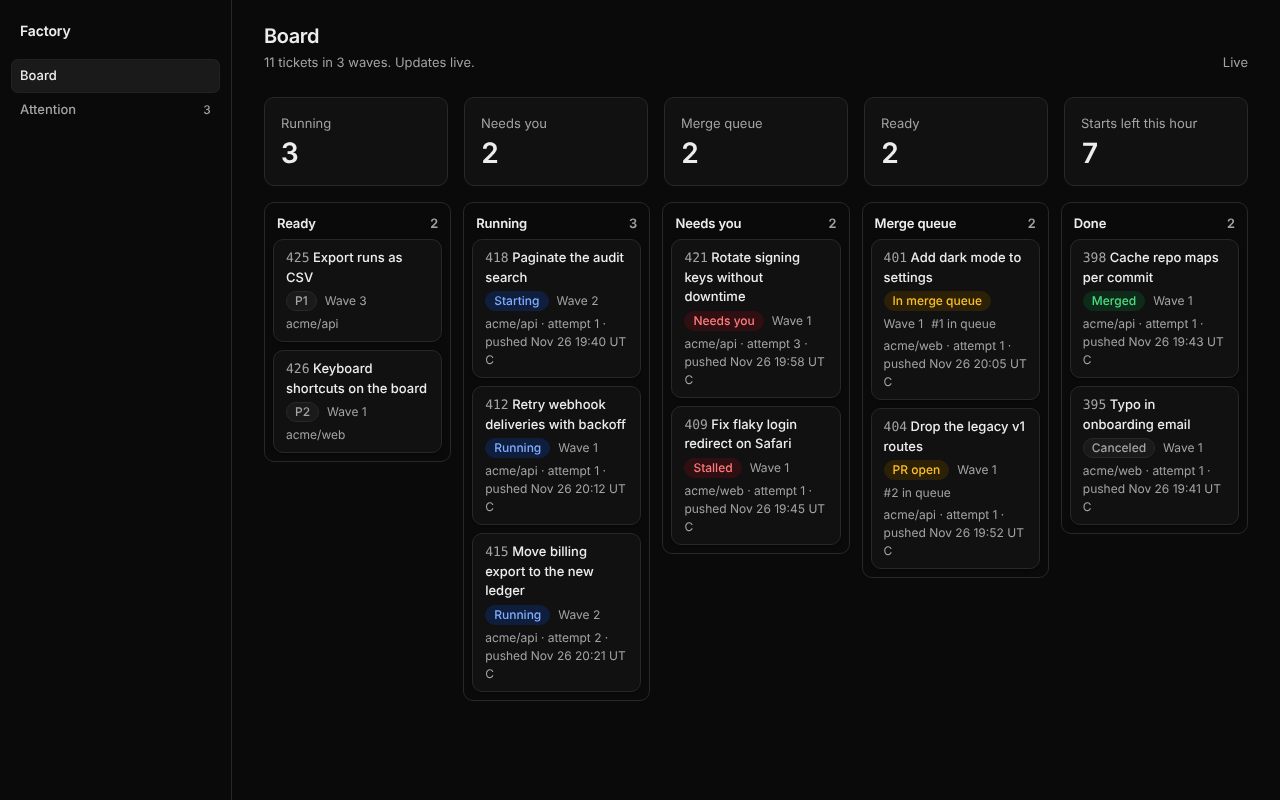 Factory
Board
Attention 3
Board
11 tickets in 3 waves. Updates live.
Live
Running
3
Needs you
2
Merge queue
2
Ready
2
Starts left this hour
7
Ready 2
425 Export runs as
CSV
P1 Wave 3
acme/api
426 Keyboard
shortcuts on the board
P2 Wave 1
acme/web
Running 3
418 Paginate the audit
search
Starting Wave 2
acme/api · attempt 1 ·
pushed Nov 26 19:40 UT
C
412 Retry webhook
deliveries with backoff
Running Wave 1
acme/api · attempt 1 ·
pushed Nov 26 20:12 UT
C
415 Move billing
export to the new
ledger
Running Wave 2
acme/api · attempt 2 ·
pushed Nov 26 20:21 UT
C
Needs you 2
421 Rotate signing
keys without
downtime
Needs you Wave 1
acme/api · attempt 3 ·
pushed Nov 26 19:58 UT
C
409 Fix flaky login
redirect on Safari
Stalled Wave 1
acme/web · attempt 1 ·
pushed Nov 26 19:45 UT
C
Merge queue 2
401 Add dark mode to
settings
In merge queue
Wave 1 #1 in queue
acme/web · attempt 1 ·
pushed Nov 26 20:05 UT
C
404 Drop the legacy v1
routes
PR open Wave 1
#2 in queue
acme/api · attempt 1 ·
pushed Nov 26 19:52 UT
C
Done 2
398 Cache repo maps
per commit
Merged Wave 1
acme/api · attempt 1 ·
pushed Nov 26 19:43 UT
C
395 Typo in
onboarding email
Canceled Wave 1
acme/web · attempt 1 ·
pushed Nov 26 19:41 UT
C